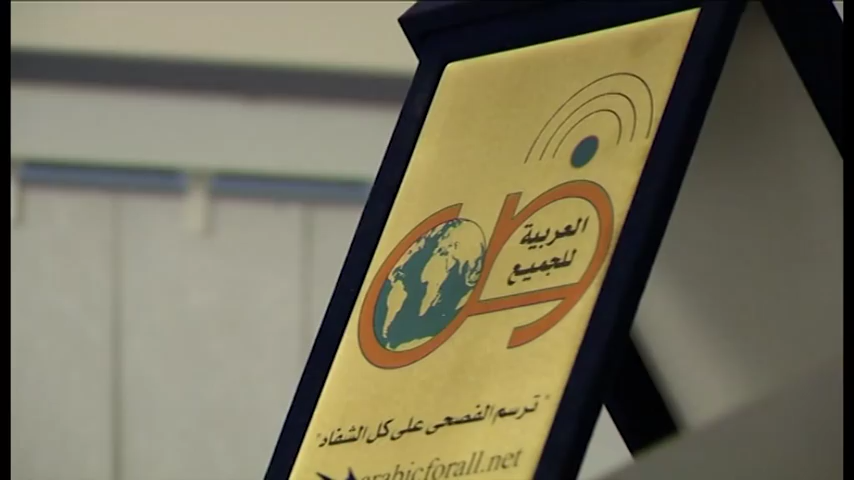 العربية
للجميع
"ترسم الفصحى على كل الشفاه"
arabicforall.net